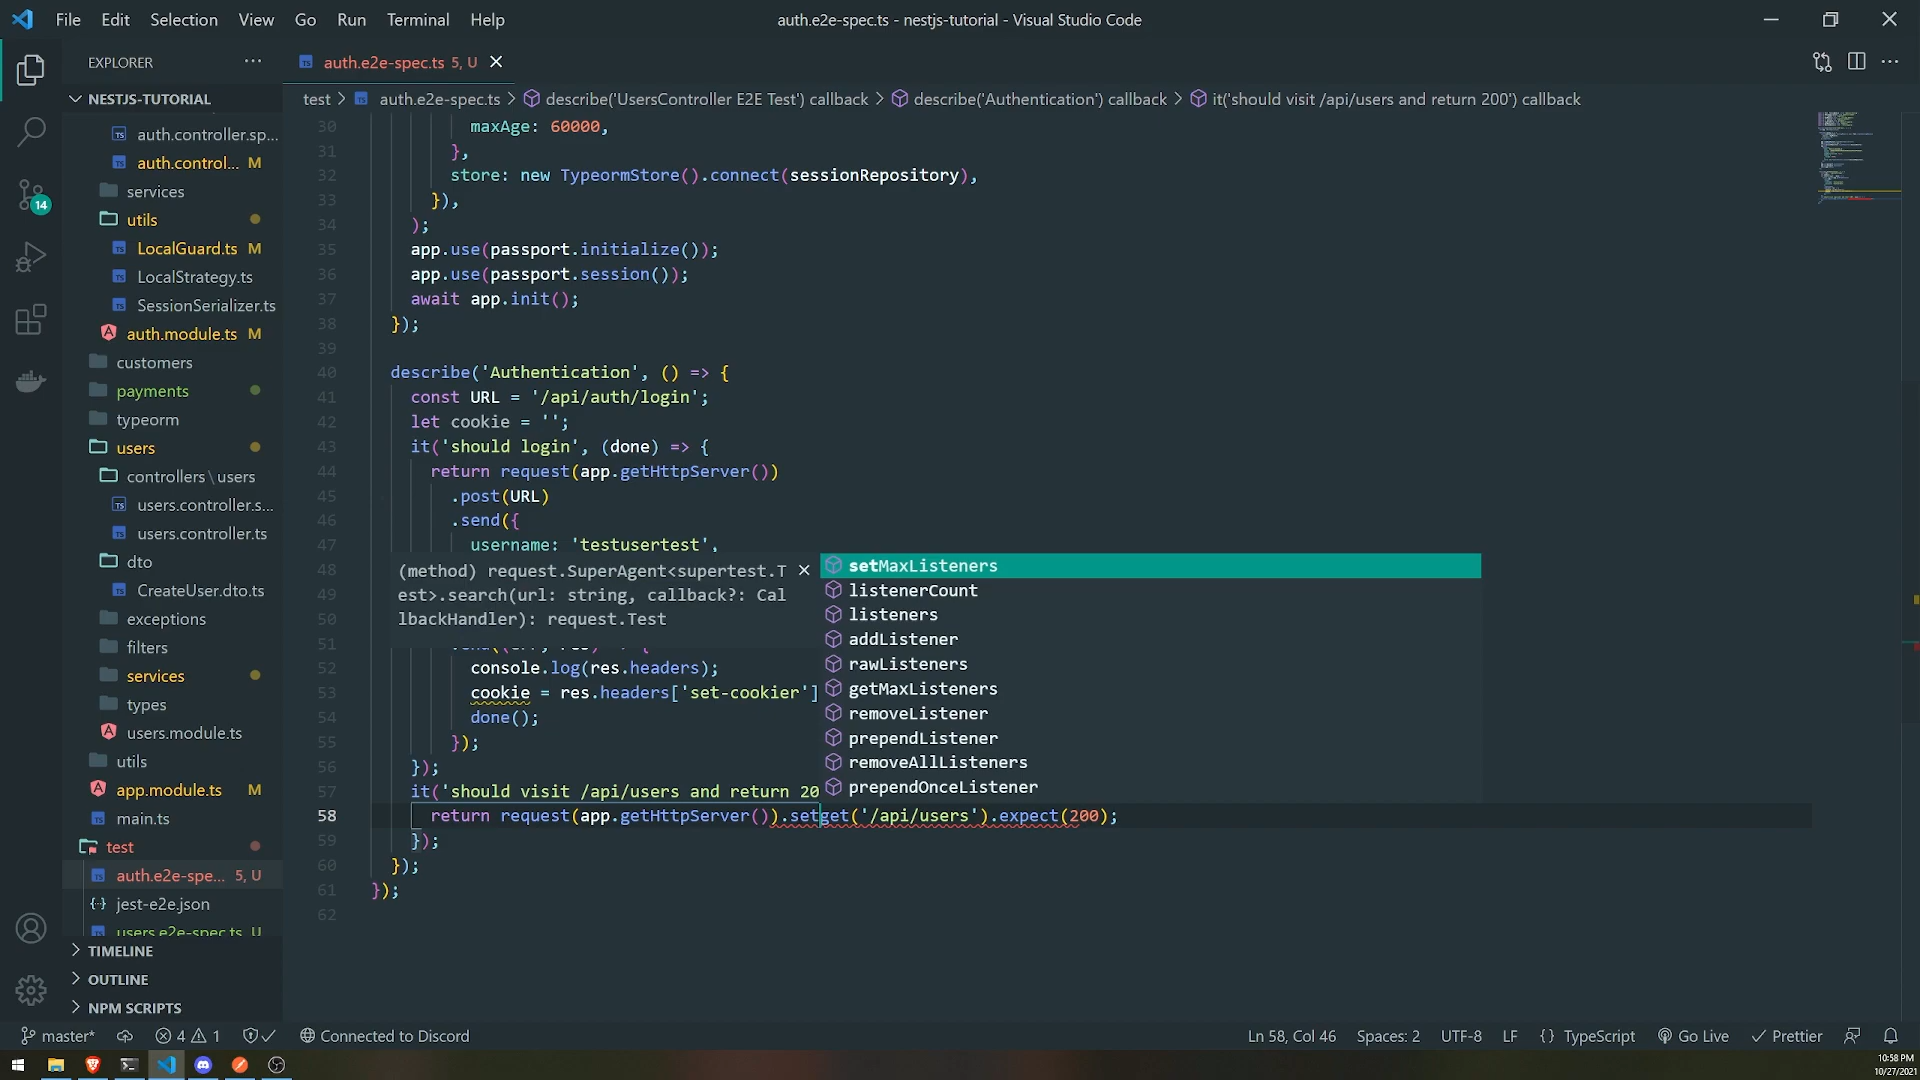 File Edit Selection View Go Run Terminal Help
auth.e2e-spec.ts - nestjs-tutorial - Visual Studio Code
EXPLORER
auth.e2e-spec.ts 5, U
NESTJS-TUTORIAL
test > auth.e2e-spec.ts > describe('UsersController E2E Test') callback > describe('Authentication') callback > it('should visit /api/users and return 200') callback
auth.controller.sp...
auth.control... M
services
utils
LocalGuard.ts M
LocalStrategy.ts
SessionSerializer.ts
auth.module.ts M
customers
payments
typeorm
users
controllers\users
users.controller.s...
users.controller.ts
dto
CreateUser.dto.ts
exceptions
filters
services
types
users.module.ts
utils
app.module.ts M
main.ts
test
auth.e2e-spe... 5, U
jest-e2e.json
users.e2e-spec.ts U
TIMELINE
OUTLINE
NPM SCRIPTS
14
30 maxAge: 60000,
31 },
32 store: new TypeormStore().connect(sessionRepository),
33 }),
34 );
35 app.use(passport.initialize());
36 app.use(passport.session());
37 await app.init();
38 });
39
40 describe('Authentication', () => {
41 const URL = '/api/auth/login';
42 let cookie = '';
43 it('should login', (done) => {
44 return request(app.getHttpServer())
45 .post(URL)
46 .send({
47 username: 'testusertest',
48
49
50
51
52 console.log(res.headers);
53 cookie = res.headers['set-cookier']
54 done();
55 });
56 });
57 it('should visit /api/users and return 20
58 return request(app.getHttpServer()).setget('/api/users').expect(200);
59 });
60 });
61 });
62
(method) request.SuperAgent<supertest.T
est>.search(url: string, callback?: Cal
lbackHandler): request.Test
setMaxListeners
listenerCount
listeners
addListener
rawListeners
getMaxListeners
removeListener
prependListener
removeAllListeners
prependOnceListener
master* 4 1 Connected to Discord
Ln 58, Col 46 Spaces: 2 UTF-8 LF {} TypeScript Go Live Prettier
10:58 PM
10/27/2021